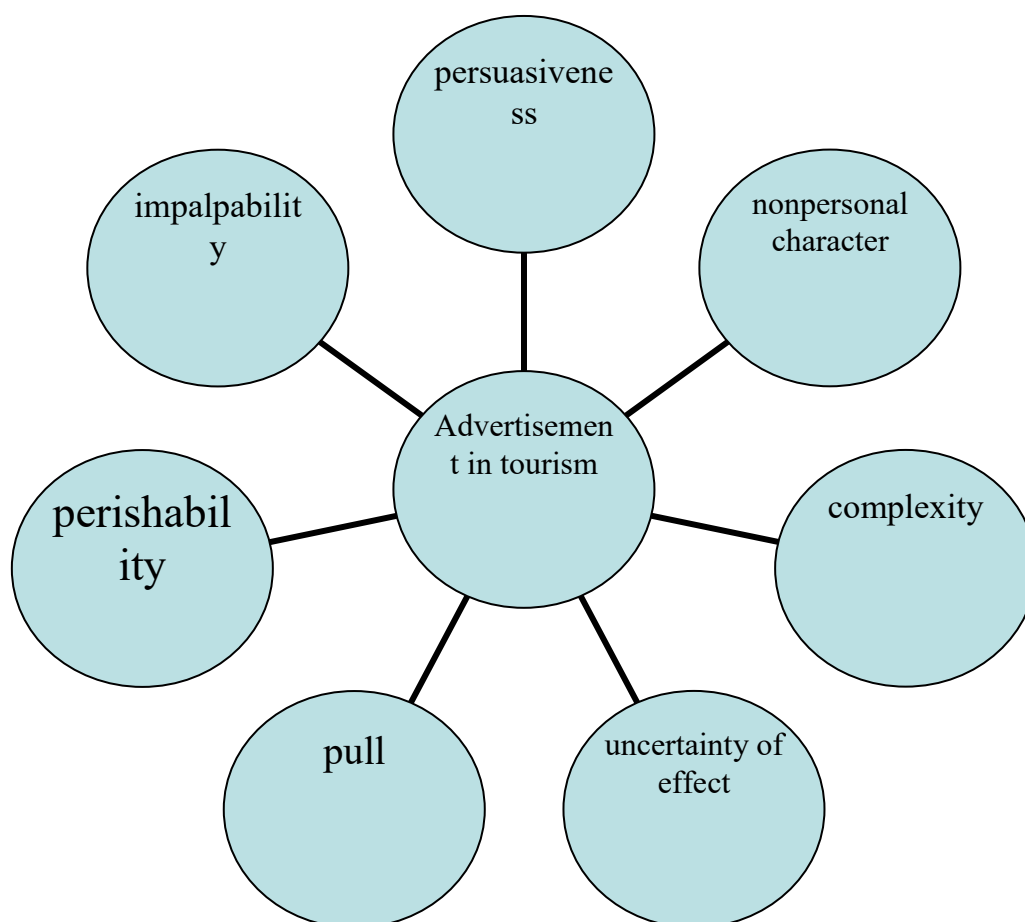 persuasivene
ss
impalpabilit
y
nonpersonal
character
Advertisemen
t in tourism
perishabil
ity
complexity
pull
uncertainty of
effect